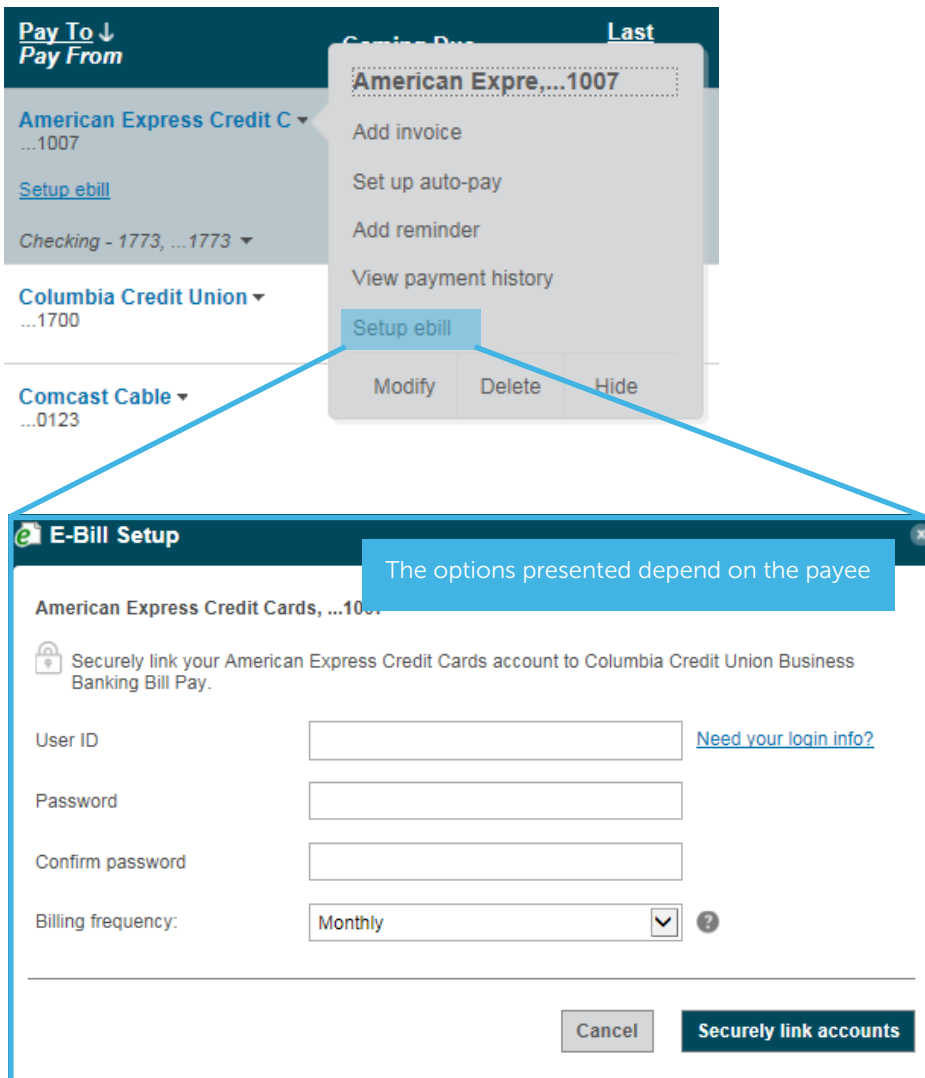 Pay To ↓
Pay From
Coming Due
Last
American Express Credit C
...1007
Setup ebill
Checking - 1773, ...1773
Columbia Credit Union
...1700
Comcast Cable
...0123
American Expre,...1007
Add invoice
Set up auto-pay
Add reminder
View payment history
Setup ebill
Modify Delete Hide
E-Bill Setup
The options presented depend on the payee
American Express Credit Cards, ...1007
Securely link your American Express Credit Cards account to Columbia Credit Union Business
Banking Bill Pay.
User ID
Need your login info?
Password
Confirm password
Billing frequency:
Monthly
?
Cancel
Securely link accounts